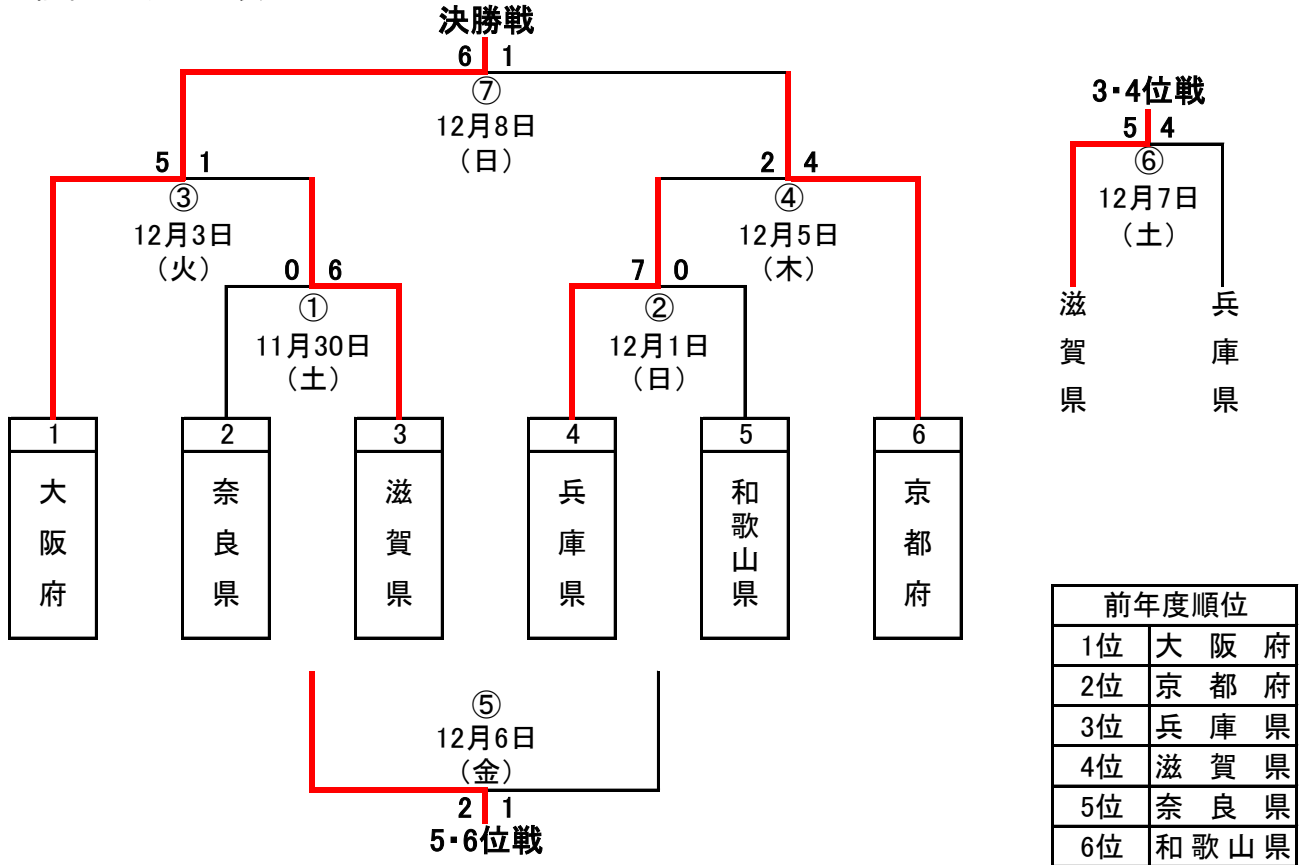 決勝戦
6 1
⑦
12月8日
（日）
3・4位戦
5 4
⑥
12月7日
（土）
滋賀県
兵庫県
5 1
③
12月3日
（火）
2 4
④
12月5日
（木）
0 6
①
11月30日
（土）
7 0
②
12月1日
（日）
1 2 3 4 5 6
大阪府
奈良県
滋賀県
兵庫県
和歌山県
京都府
⑤
12月6日
（金）
2 1
5・6位戦
前年度順位
1位 大阪府
2位 京都府
3位 兵庫県
4位 滋賀県
5位 奈良県
6位 和歌山県